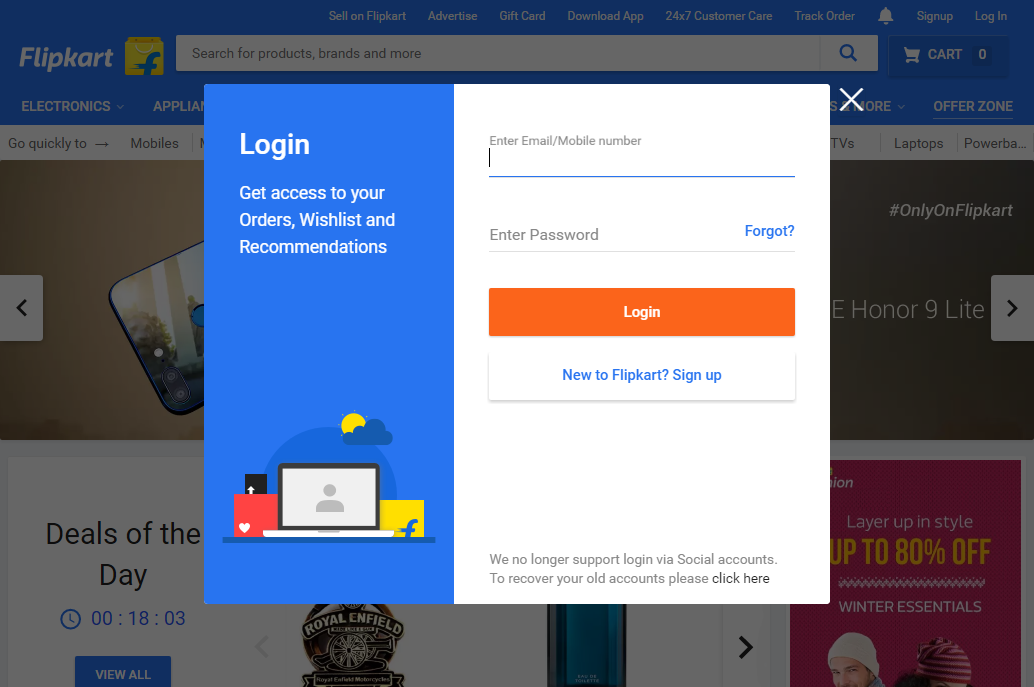 Sell on Flipkart Advertise Gift Card Download App 24x7 Customer Care Track Order Signup Log In
Flipkart
Search for products, brands and more
CART 0
ELECTRONICS
& MORE
OFFER ZONE
Go quickly to → Mobiles
TVs Laptops Powerba...
Login
Get access to your
Orders, Wishlist and
Recommendations
Enter Email/Mobile number
Enter Password
Forgot?
Login
New to Flipkart? Sign up
We no longer support login via Social accounts.
To recover your old accounts please click here
#OnlyOnFlipkart
Honor 9 Lite
Deals of the
Day
00 : 18 : 03
VIEW ALL
ROYAL ENFIELD
Royal Enfield Motorcycles
EAU DE
TOILETTE
Layer up in style
UP TO 80% OFF
WINTER ESSENTIALS